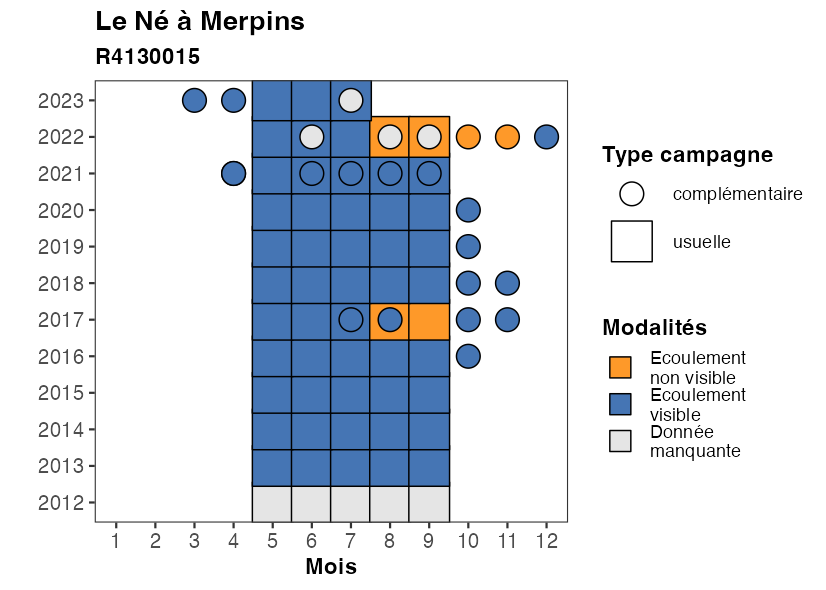 Le Né à Merpins
R4130015
2023
2022
2021
2020
2019
2018
2017
2016
2015
2014
2013
2012
1 2 3 4 5 6 7 8 9 10 11 12
Mois
Type campagne
complémentaire
usuelle
Modalités
Ecoulement
non visible
Ecoulement
visible
Donnée
manquante